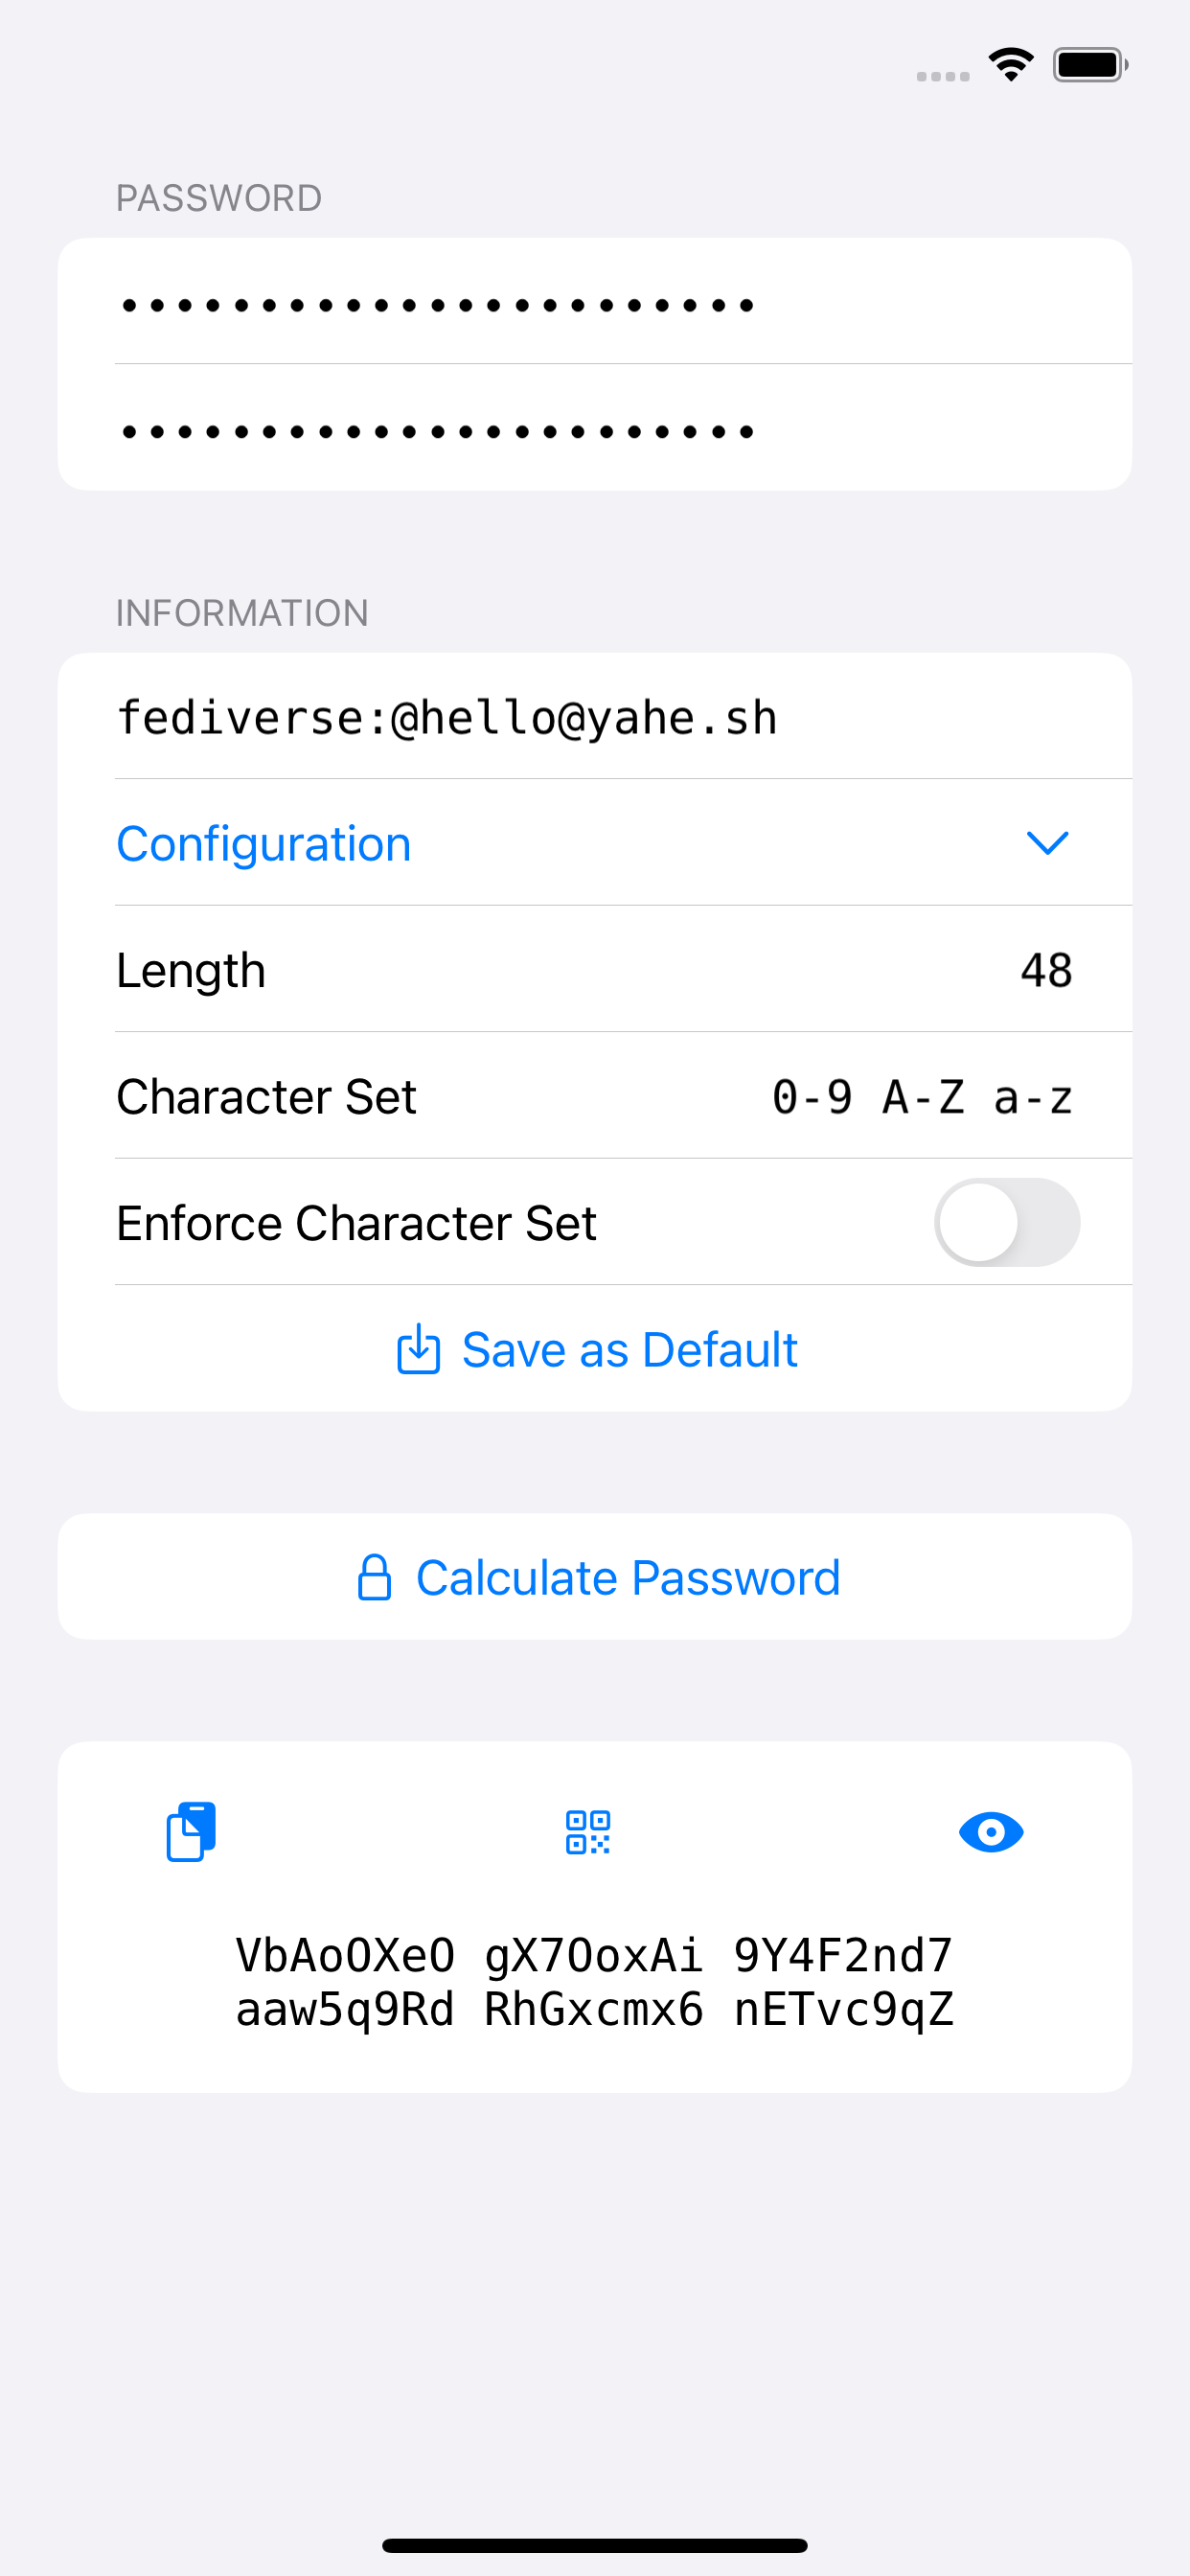 PASSWORD
•••••••••••••••••••••••
•••••••••••••••••••••••
INFORMATION
fediverse:@hello@yahe.sh
Configuration
Length 48
Character Set 0-9 A-Z a-z
Enforce Character Set
Save as Default
Calculate Password
VbAoOXeO gX7OoxAi 9Y4F2nd7
aaw5q9Rd RhGxcmx6 nETvc9qZ